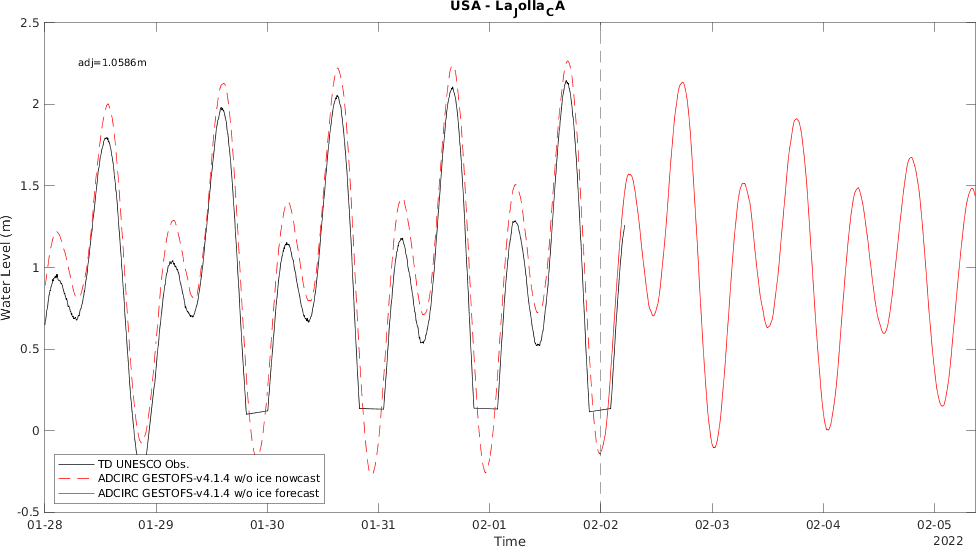 USA - LaJollaCA
adj=1.0586m
2.5
2
1.5
1
0.5
0
-0.5
Water Level (m)
TD UNESCO Obs.
ADCIRC GESTOFS-v4.1.4 w/o ice nowcast
ADCIRC GESTOFS-v4.1.4 w/o ice forecast
01-28 01-29 01-30 01-31 02-01 02-02 02-03 02-04 02-05
Time
2022